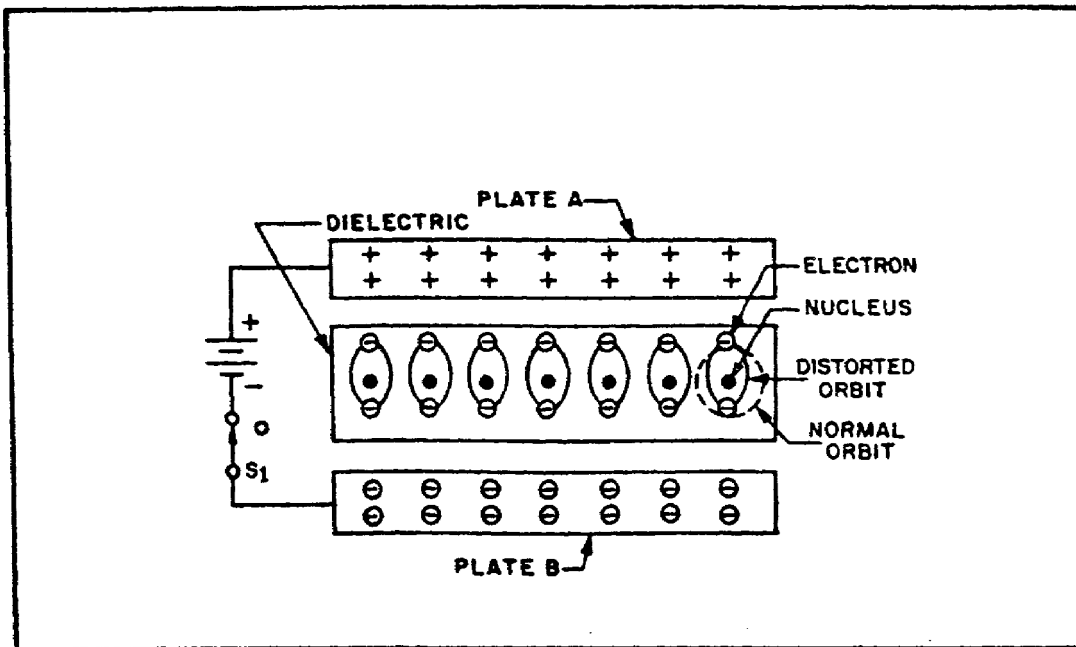 PLATE A
DIELECTRIC
+ + + + + + +
+ + + + + + +
ELECTRON
NUCLEUS
+
DISTORTED
ORBIT
−
NORMAL
ORBIT
S1
PLATE B